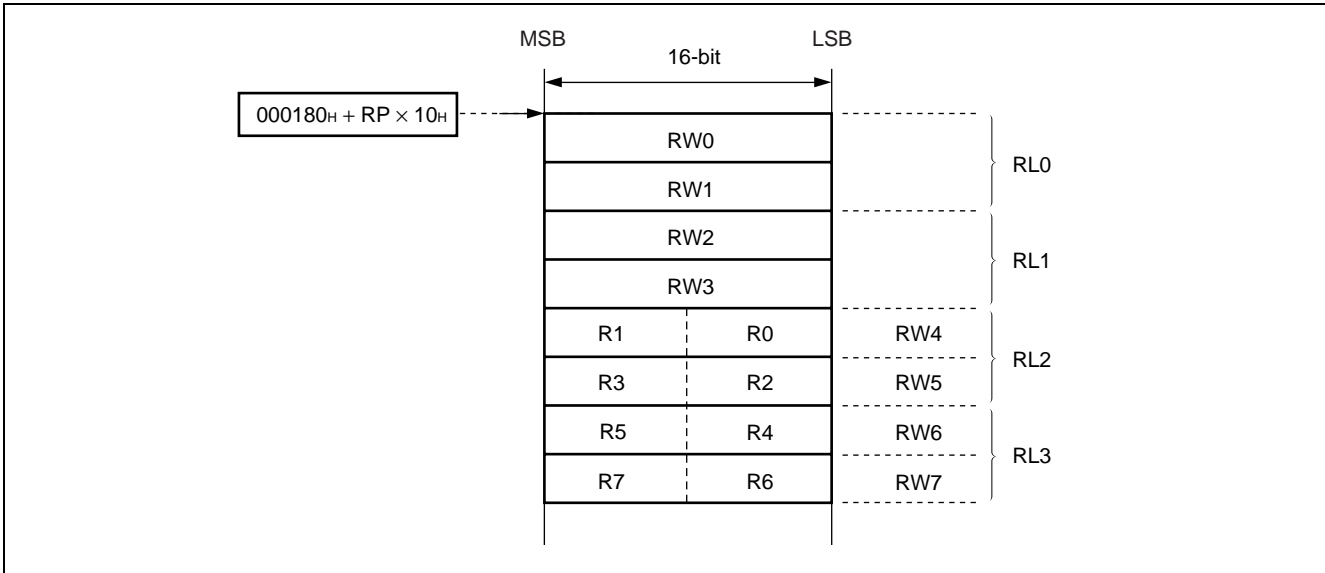 MSB LSB
16-bit
000180H + RP × 10H
RW0
RL0
RW1
RW2
RL1
RW3
R1 R0 RW4
RL2
R3 R2 RW5
R5 R4 RW6
RL3
R7 R6 RW7